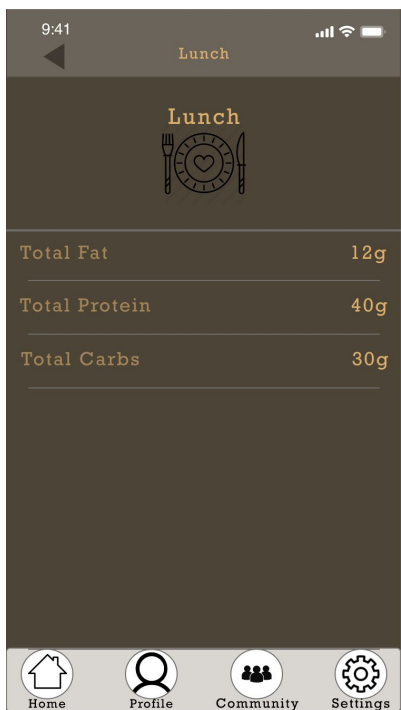 9:41
Lunch
Lunch
Total Fat 12g
Total Protein 40g
Total Carbs 30g
Home Profile Community Settings